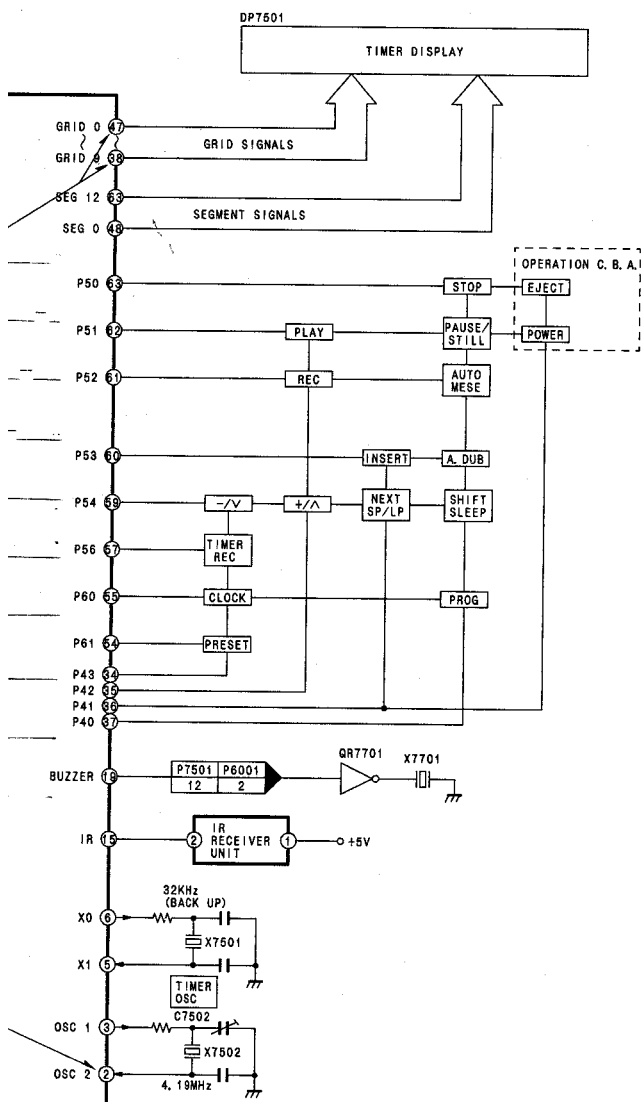 DP7501
TIMER DISPLAY
GRID 0 47
GRID SIGNALS
GRID 9 38
SEG 12 63
SEGMENT SIGNALS
SEG 0 48
OPERATION C.B.A.
P50 63 STOP EJECT
P51 62 PLAY PAUSE/ STILL POWER
P52 61 REC AUTO MESE
P53 60 INSERT A.DUB
P54 59 -/∨ +/∧ NEXT SP/LP SHIFT SLEEP
P56 57 TIMER REC
P60 55 CLOCK PROG
P61 54 PRESET
P43 34
P42 35
P41 36
P40 37
QR7701 X7701
BUZZER 19 P7501 P6001
12 2
IR 15 2 IR RECEIVER UNIT 1 +5V
32KHz
(BACK UP)
X0 6
X7501
X1 5
TIMER
OSC
C7502
OSC 1 3
X7502
OSC 2 2
4.19MHz